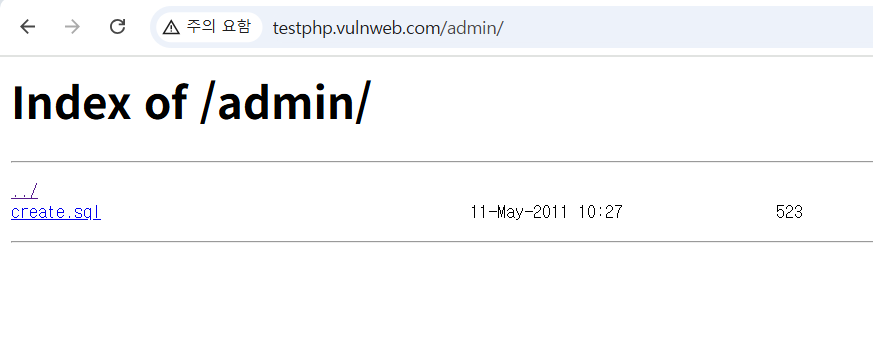 주의 요함 testphp.vulnweb.com/admin/
Index of /admin/
../
create.sql 11-May-2011 10:27 523